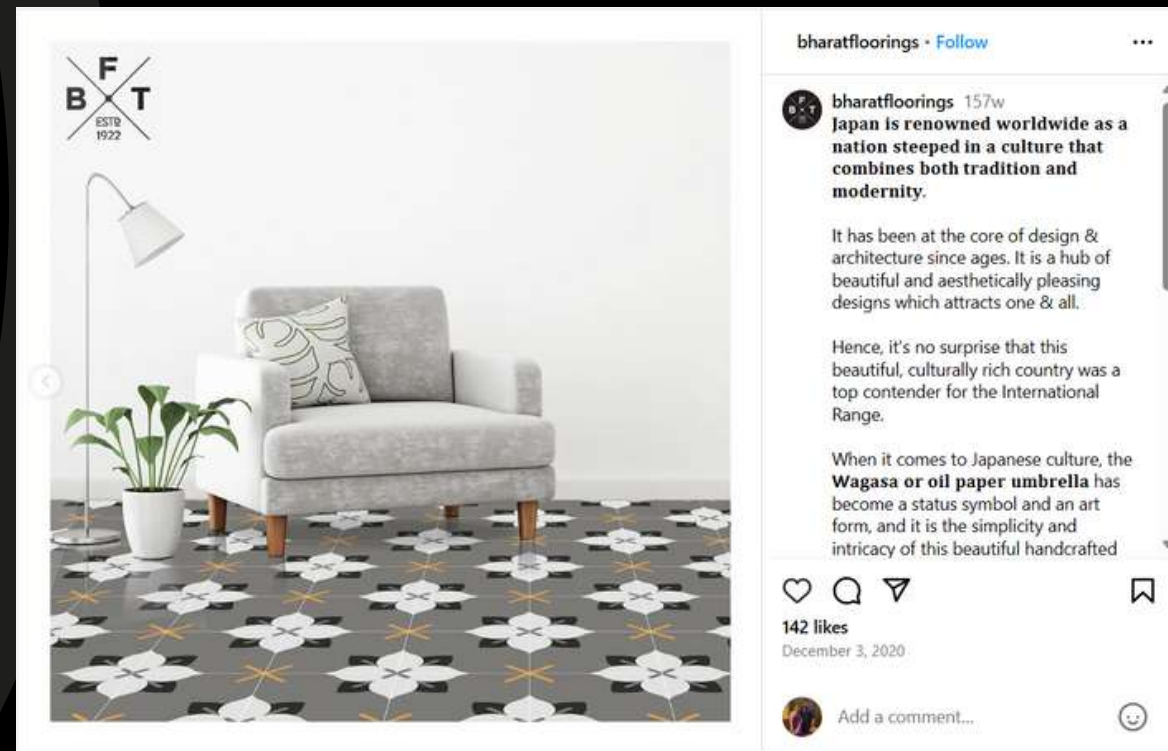 F
B T
ESTD
1922
bharatfloorings • Follow
bharatfloorings 157w
Japan is renowned worldwide as a
nation steeped in a culture that
combines both tradition and
modernity.
It has been at the core of design &
architecture since ages. It is a hub of
beautiful and aesthetically pleasing
designs which attracts one & all.
Hence, it's no surprise that this
beautiful, culturally rich country was a
top contender for the International
Range.
When it comes to Japanese culture, the
Wagasa or oil paper umbrella has
become a status symbol and an art
form, and it is the simplicity and
intricacy of this beautiful handcrafted
142 likes
December 3, 2020
Add a comment...